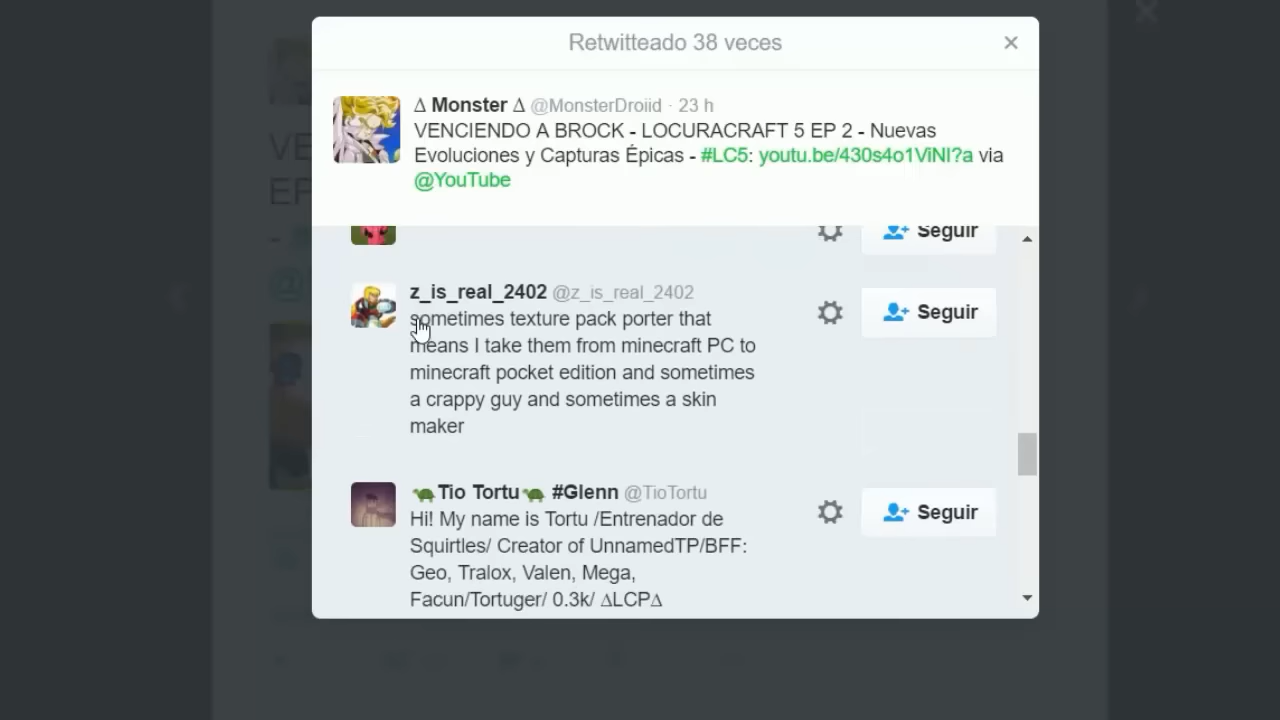 Retwitteado 38 veces
∆ Monster ∆ @MonsterDroiid · 23 h
VENCIENDO A BROCK - LOCURACRAFT 5 EP 2 - Nuevas
Evoluciones y Capturas Épicas - #LC5: youtu.be/430s4o1ViNI?a via
@YouTube
Seguir
z_is_real_2402 @z_is_real_2402
sometimes texture pack porter that
means I take them from minecraft PC to
minecraft pocket edition and sometimes
a crappy guy and sometimes a skin
maker
Seguir
🐢Tio Tortu🐢 #Glenn @TioTortu
Hi! My name is Tortu /Entrenador de
Squirtles/ Creator of UnnamedTP/BFF:
Geo, Tralox, Valen, Mega,
Facun/Tortuger/ 0.3k/ ∆LCP∆
Seguir
VE
EP
- #
@